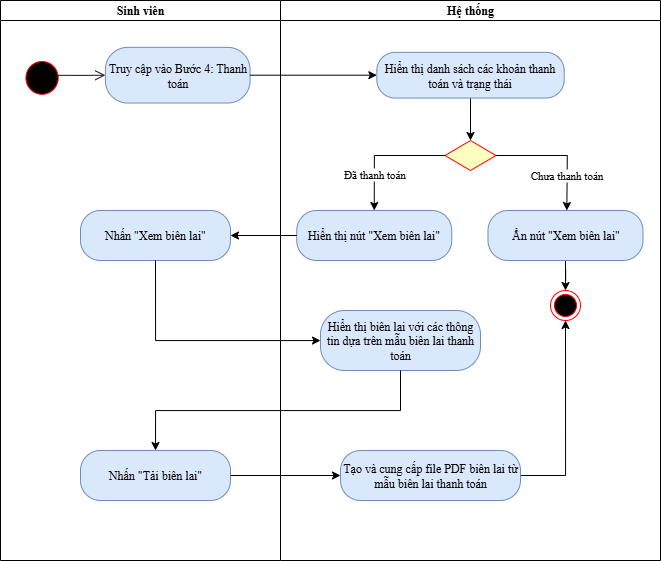 Sinh viên
Hệ thống
Truy cập vào Bước 4: Thanh
toán
Hiển thị danh sách các khoản thanh
toán và trạng thái
Đã thanh toán
Chưa thanh toán
Nhấn "Xem biên lai"
Hiển thị nút "Xem biên lai"
Ẩn nút "Xem biên lai"
Hiển thị biên lai với các thông
tin dựa trên mẫu biên lai thanh
toán
Nhấn "Tải biên lai"
Tạo và cung cấp file PDF biên lai từ
mẫu biên lai thanh toán